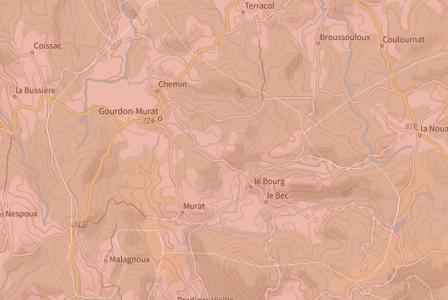 Terracol
Broussouloux
Coulournat
Coissac
la Bussière
Chemin
Gourdon-Murat
724
818
la Noua
le Bourg
le Bec
Murat
Nespoux
Malagnoux